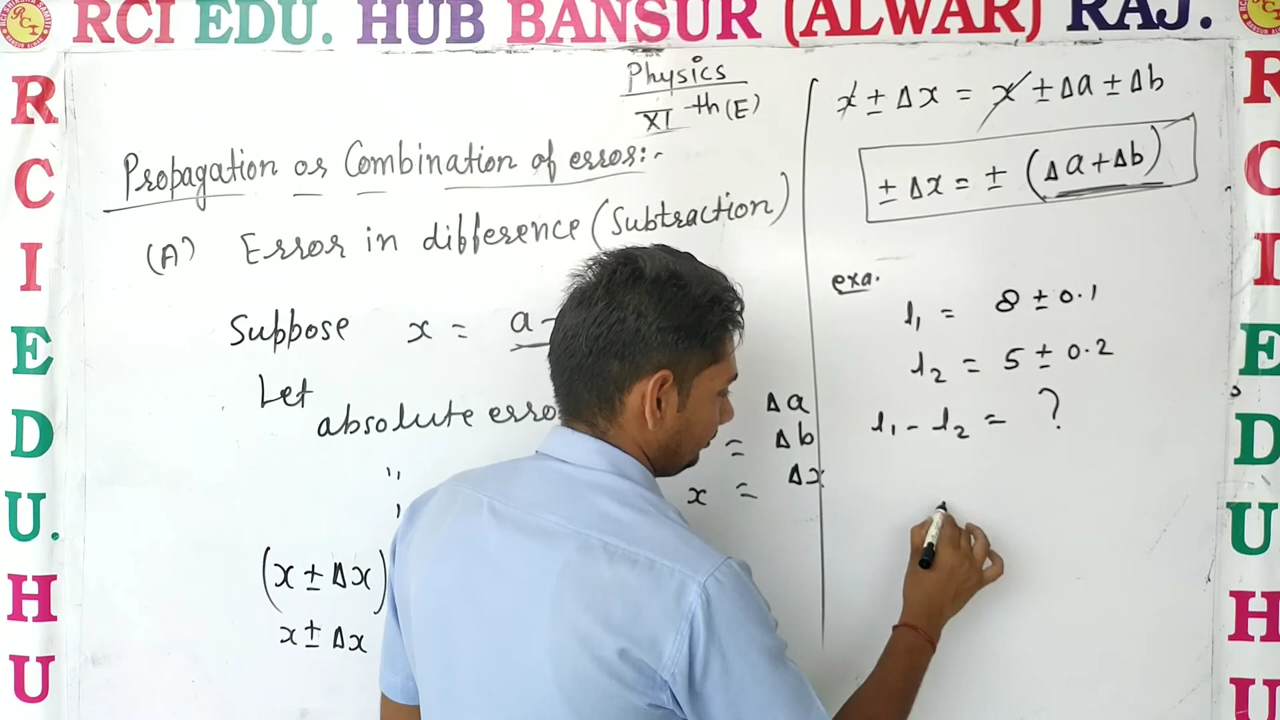 RCI EDU. HUB BANSUR (ALWAR) RAJ.
R
C
I
E
D
U.
H
U
Physics
XI th (E)
Propagation or Combination of error:-
(A) Error in difference (Subtraction)
Suppose x = a -
Let
absolute erro
Δa
= Δb
x = Δx
(x ± Δx)
x ± Δx
x ± Δx = x ± Δa ± Δb
± Δx = ± (Δa + Δb)
exa.
l₁ = 8 ± 0.1
l₂ = 5 ± 0.2
l₁ - l₂ = ?
R
C
I
E
D
U
H
U